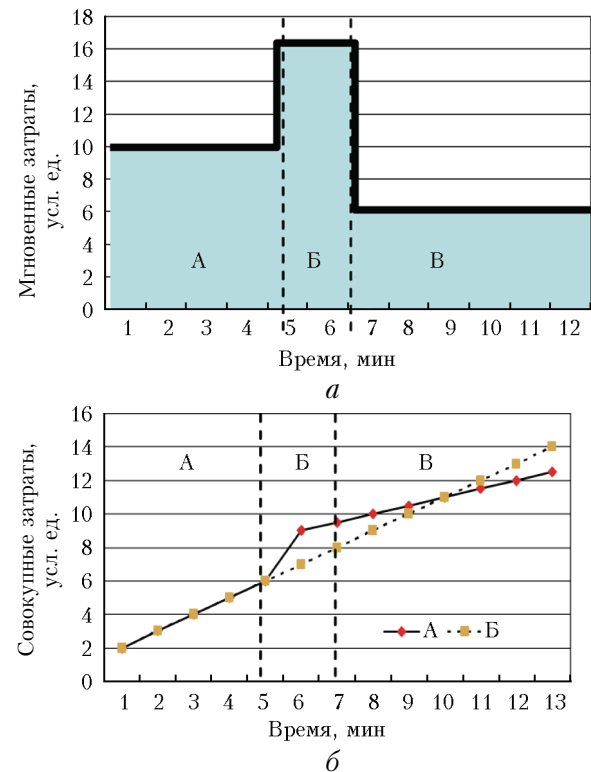 18
16
14
12
10
8
6
4
2
0
Мгновенные затраты,
усл. ед.
А Б В
1 2 3 4 5 6 7 8 9 10 11 12
Время, мин
а
16
14
12
10
8
6
4
2
0
Совокупные затраты,
усл. ед.
А Б В
А Б
1 2 3 4 5 6 7 8 9 10 11 12 13
Время, мин
б